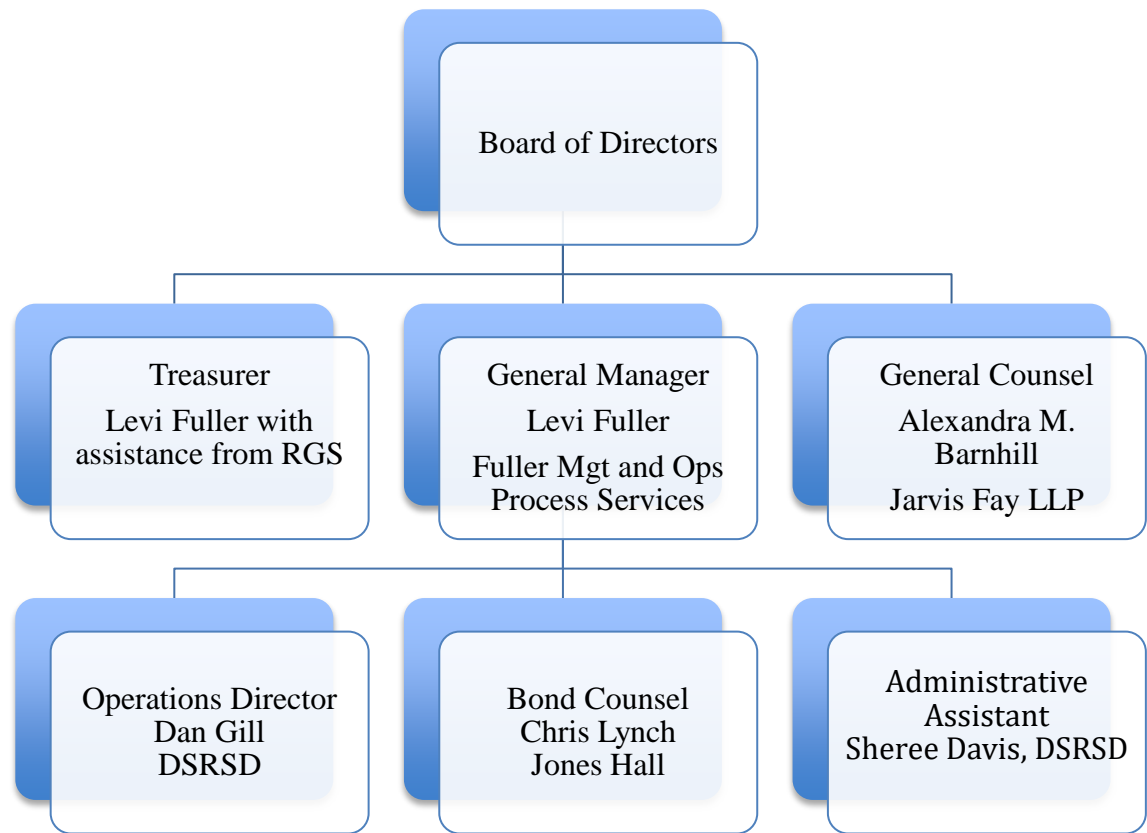 Board of Directors
Treasurer
Levi Fuller with
assistance from RGS
General Manager
Levi Fuller
Fuller Mgt and Ops
Process Services
General Counsel
Alexandra M.
Barnhill
Jarvis Fay LLP
Operations Director
Dan Gill
DSRSD
Bond Counsel
Chris Lynch
Jones Hall
Administrative
Assistant
Sheree Davis, DSRSD